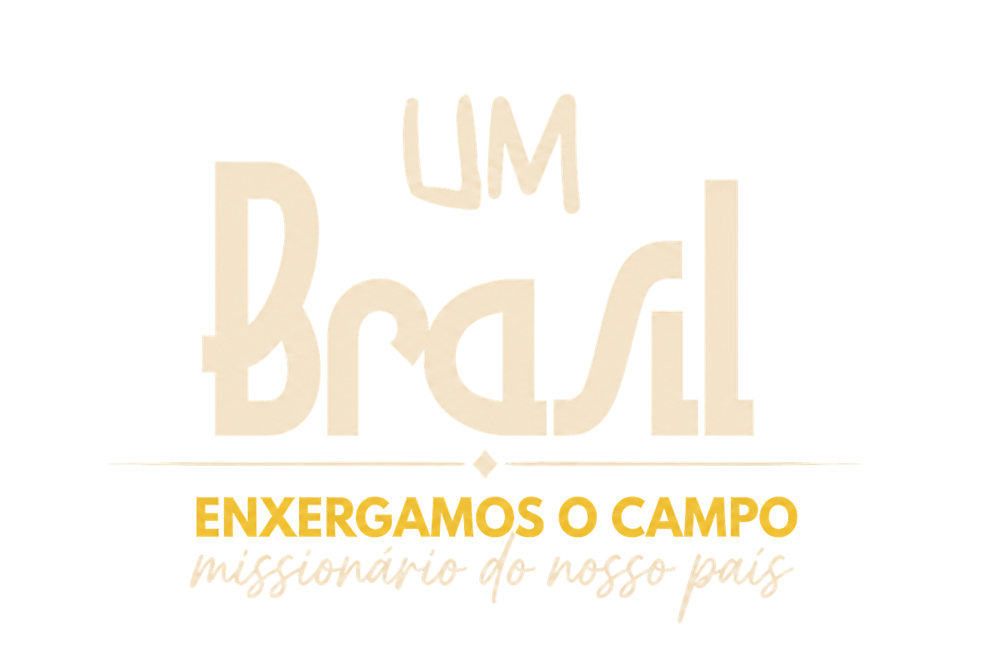 UM
Brasil
ENXERGAMOS O CAMPO
missionário do nosso país